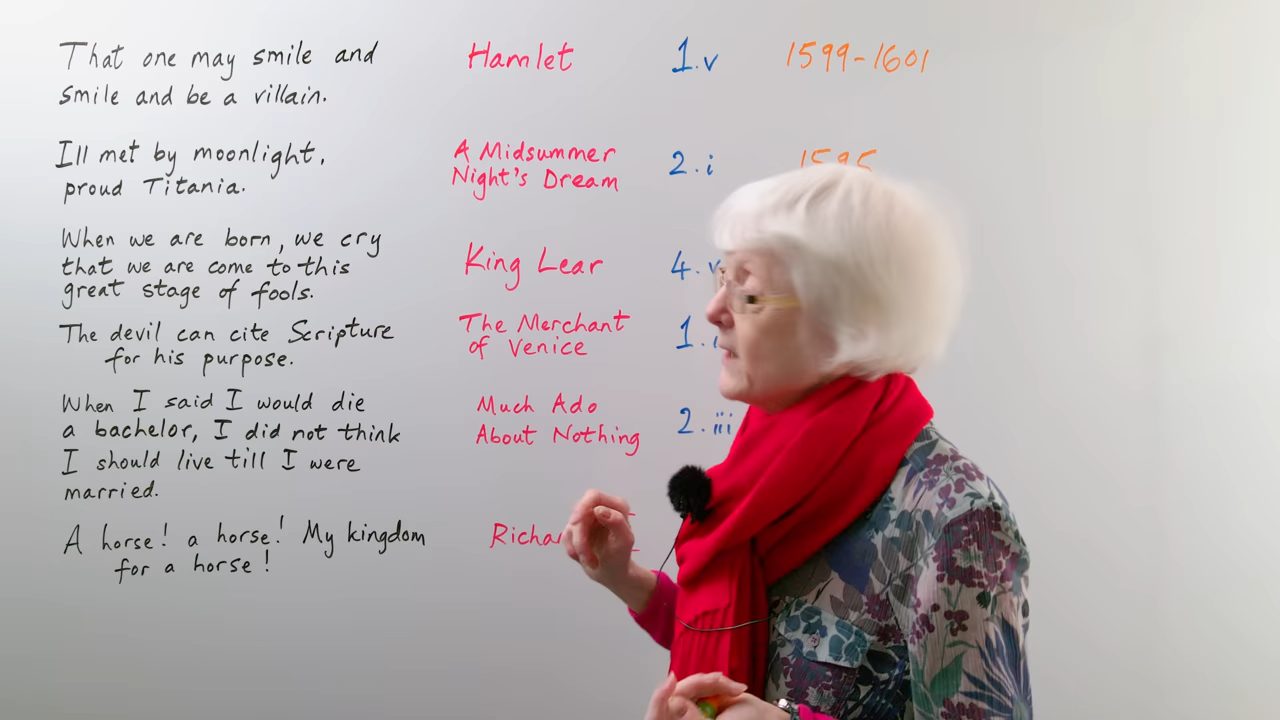 That one may smile and
smile and be a villain.
Hamlet
1.v
1599-1601
Ill met by moonlight,
proud Titania.
A Midsummer
Night's Dream
2.i
1595
When we are born, we cry
that we are come to this
great stage of fools.
King Lear
4.v
The devil can cite Scripture
for his purpose.
The Merchant
of Venice
1.
When I said I would die
a bachelor, I did not think
I should live till I were
married.
Much Ado
About Nothing
2.iii
A horse! a horse! My kingdom
for a horse!